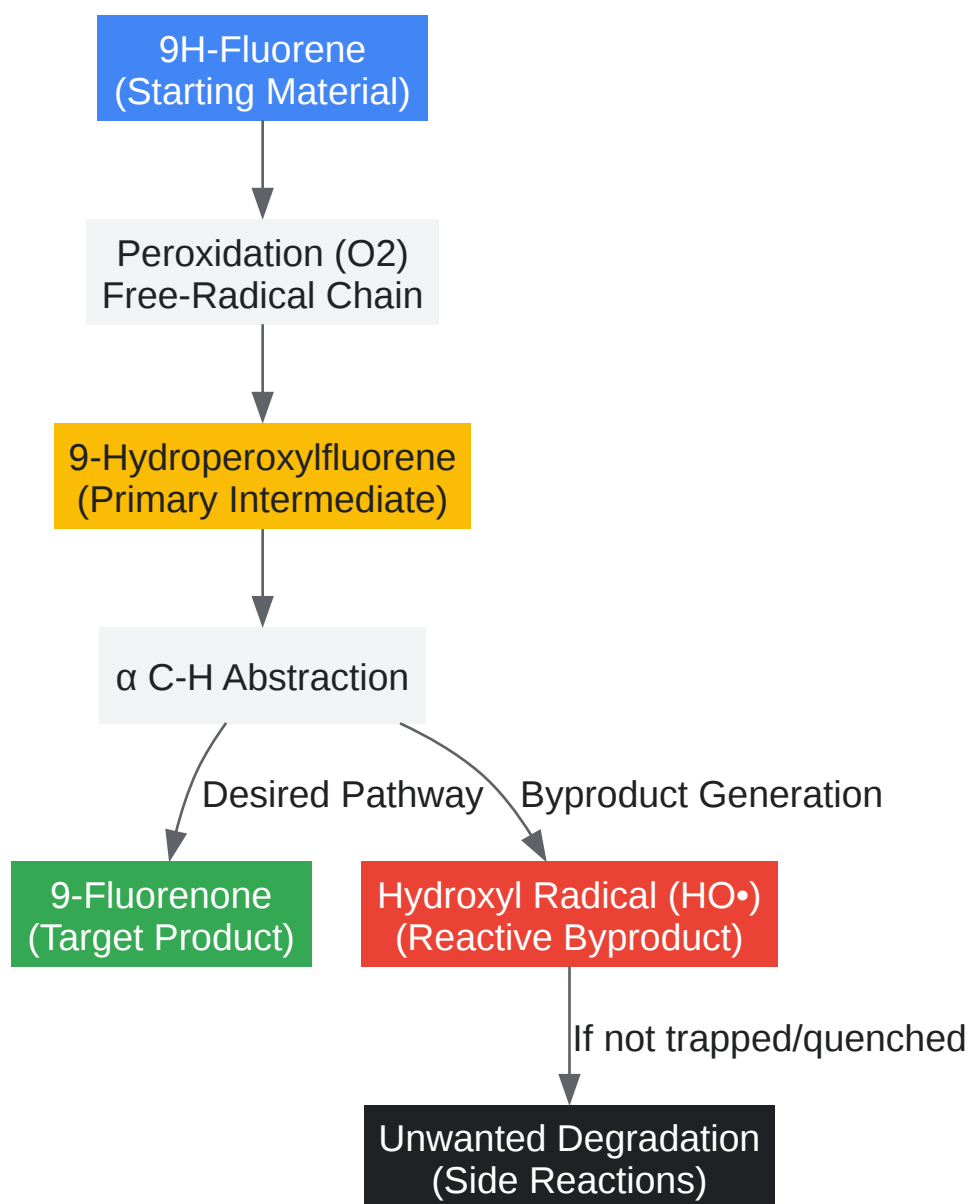 9H-Fluorene
(Starting Material)
Peroxidation (O2)
Free-Radical Chain
9-Hydroperoxylfluorene
(Primary Intermediate)
α C-H Abstraction
Desired Pathway
Byproduct Generation
9-Fluorenone
(Target Product)
Hydroxyl Radical (HO•)
(Reactive Byproduct)
If not trapped/quenched
Unwanted Degradation
(Side Reactions)